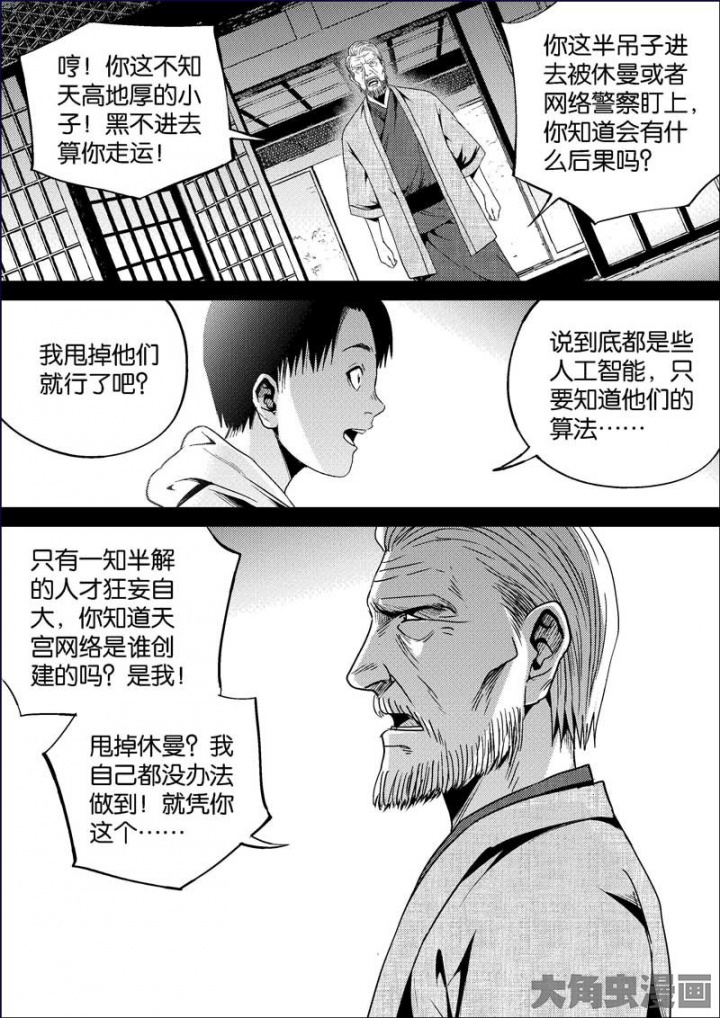 哼！你这不知
天高地厚的小
子！黑不进去
算你走运！
你这半吊子进
去被休曼或者
网络警察盯上，
你知道会有什
么后果吗？
我甩掉他们
就行了吧？
说到底都是些
人工智能，只
要知道他们的
算法……
只有一知半解
的人才狂妄自
大，你知道天
宫网络是谁创
建的吗？是我！
甩掉休曼？我
自己都没办法
做到！就凭你
这个……
大角虫漫画